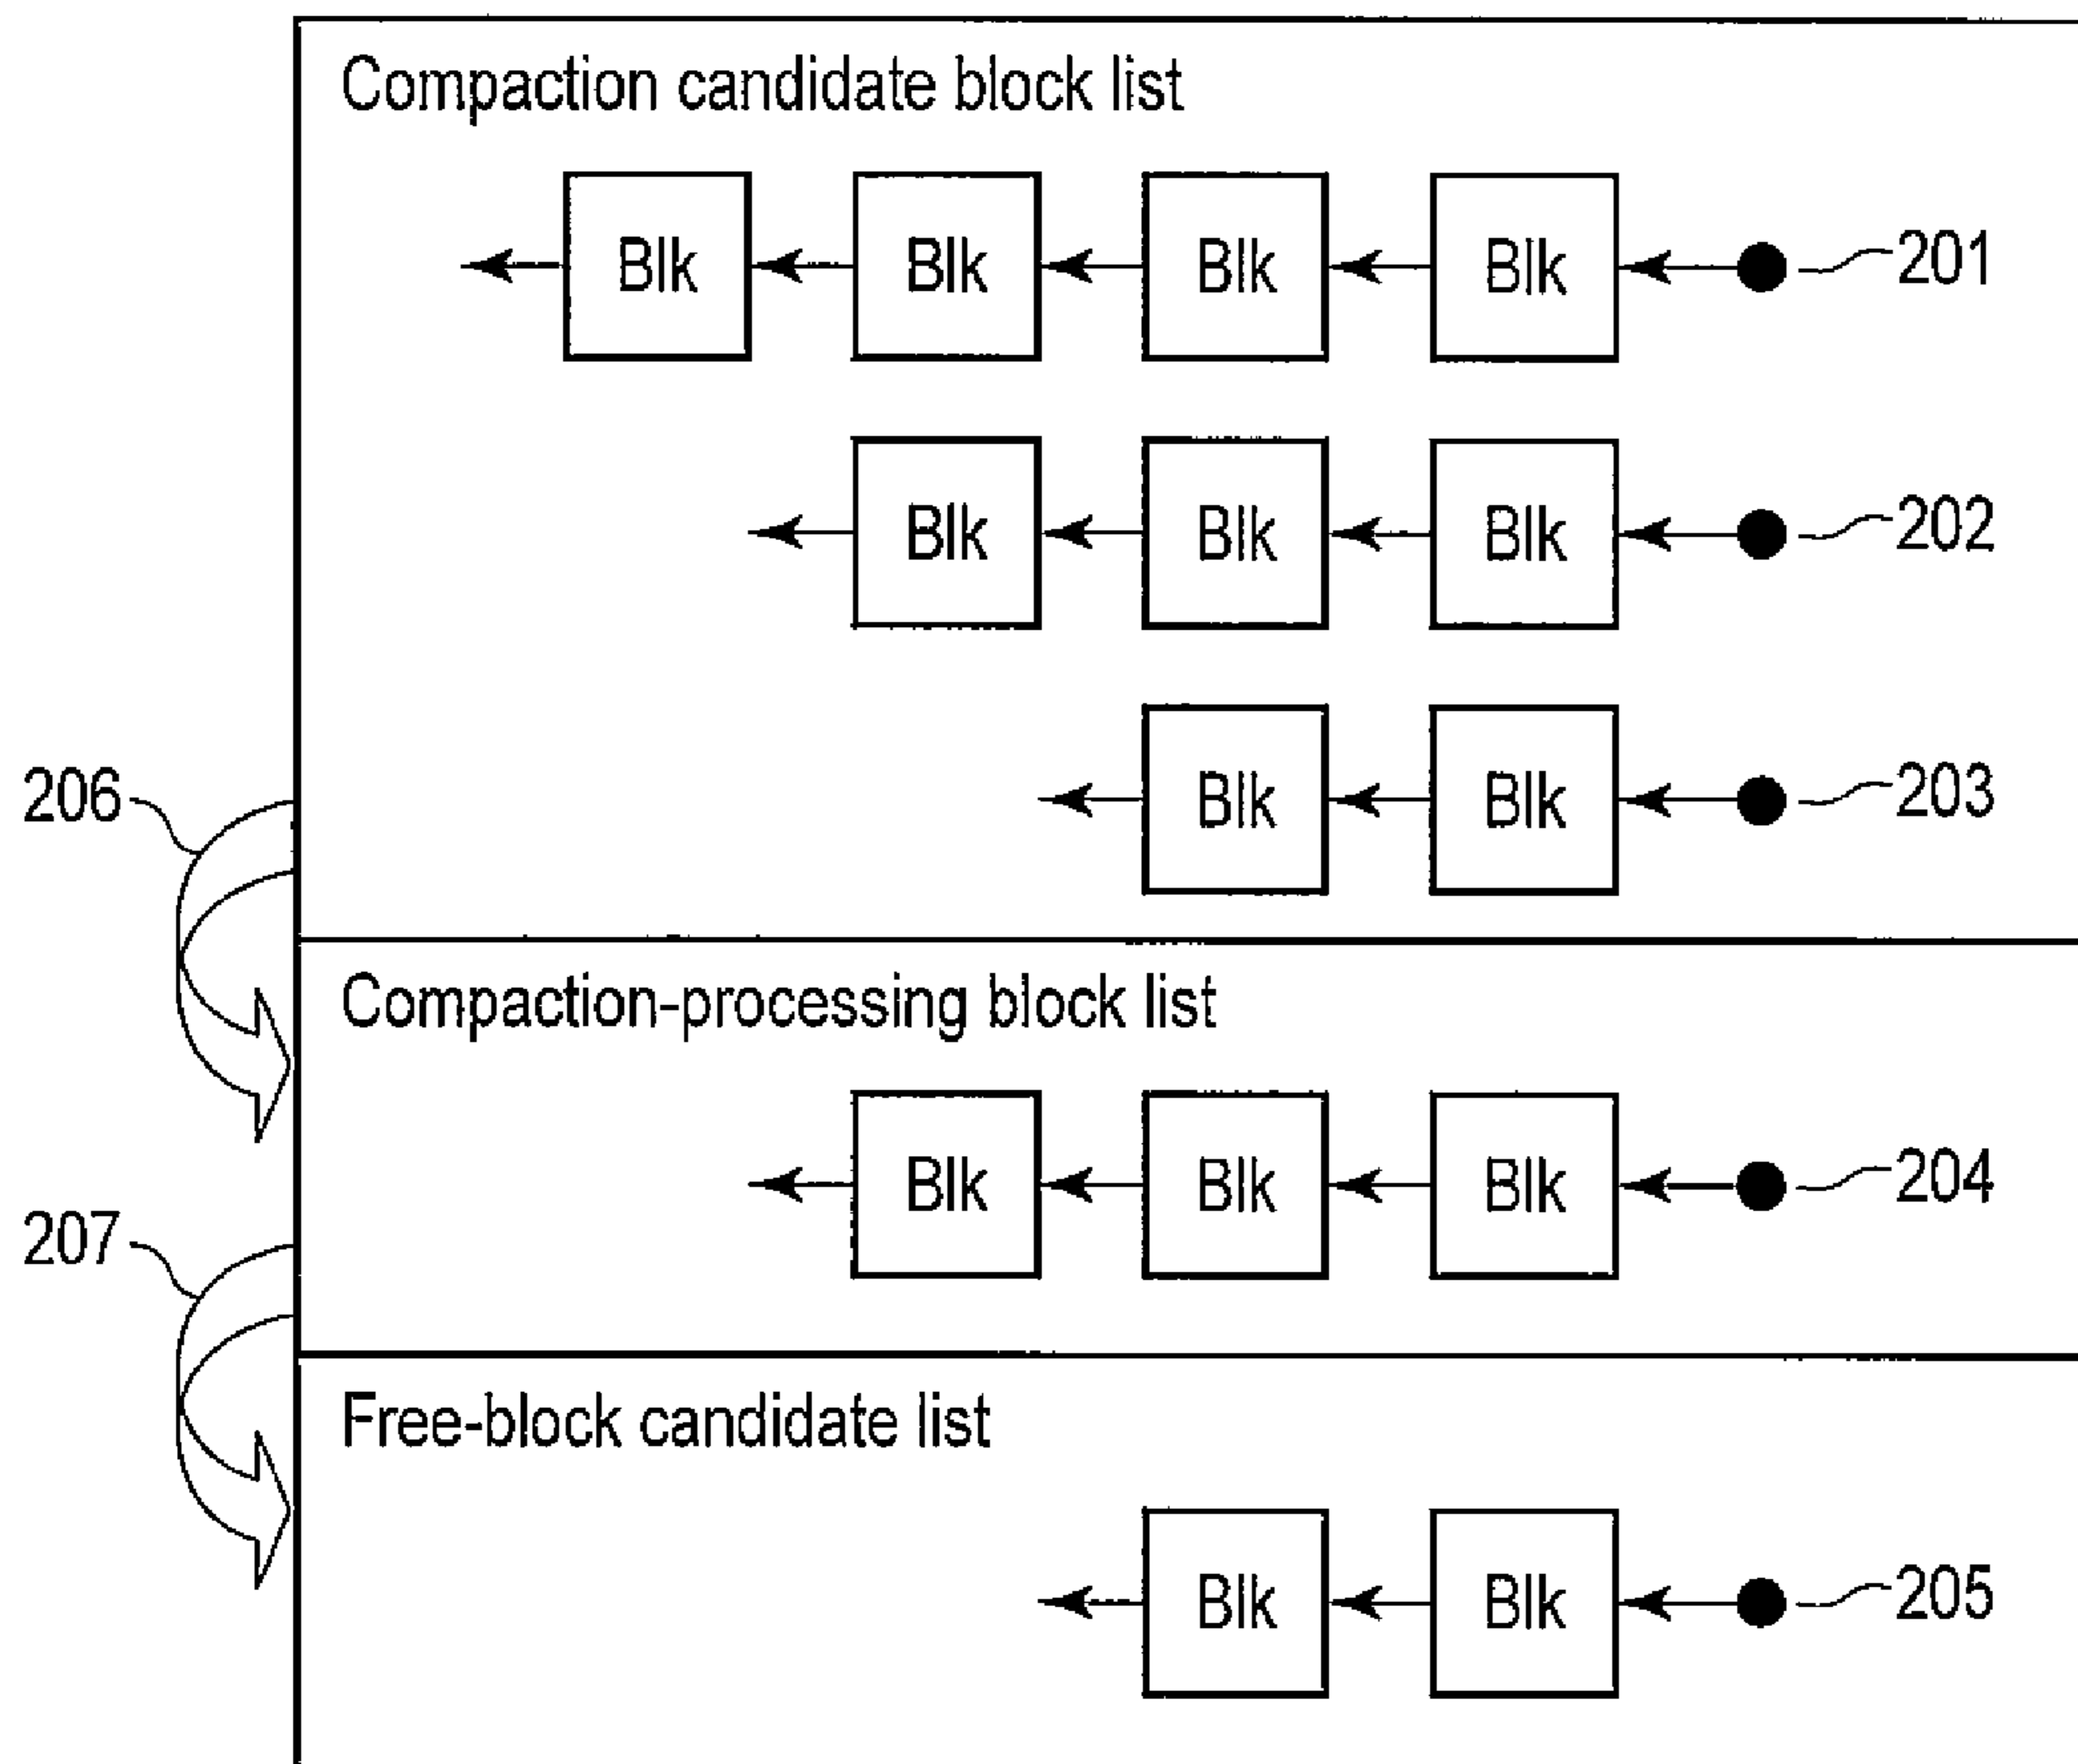 Compaction candidate block list
Blk Blk Blk Blk 201
Blk Blk Blk 202
206 Blk Blk 203
Compaction-processing block list
Blk Blk Blk 204
207
Free-block candidate list
Blk Blk 205